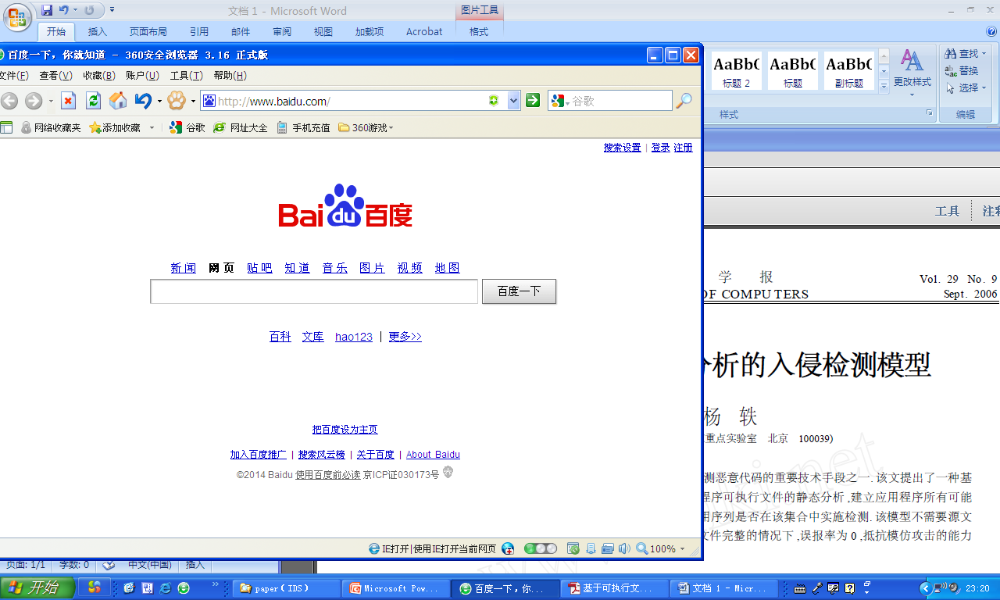 文档 1 - Microsoft Word
图片工具
开始 插入 页面布局 引用 邮件 审阅 视图 加载项 Acrobat 格式
百度一下，你就知道 - 360安全浏览器 3.16 正式版
文件(F) 查看(V) 收藏(B) 账户(U) 工具(T) 帮助(H)
http://www.baidu.com/
谷歌
网络收藏夹 添加收藏 谷歌 网址大全 手机充值 360游戏
搜索设置 | 登录 注册
Bai du 百度
新闻 网页 贴吧 知道 音乐 图片 视频 地图
百度一下
百科 文库 hao123 | 更多>>
把百度设为主页
加入百度推广 | 搜索风云榜 | 关于百度 | About Baidu
©2014 Baidu 使用百度前必读 京ICP证030173号
IE打开|使用IE打开当前网页
100%
AaBbC AaBbC AaBbC
标题 2 标题 副标题
更改样式
查找
替换
选择
样式
编辑
工具 注释
学 报
Vol. 29 No. 9
OF COMPUTERS
Sept. 2006
分析的入侵检测模型
杨 轶
重点实验室 北京 100039)
测恶意代码的重要技术手段之一.该文提出了一种基
程序可执行文件的静态分析,建立应用程序所有可能
用序列是否在该集合中实施检测.该模型不需要源文
文件完整的情况下,误报率为0,抵抗模仿攻击的能力
页面: 1/1 字数: 0 中文(中国) 插入
开始
paper (IDS)
Microsoft Pow...
百度一下，你...
基于可执行文...
文档 1 - Micr...
23:20